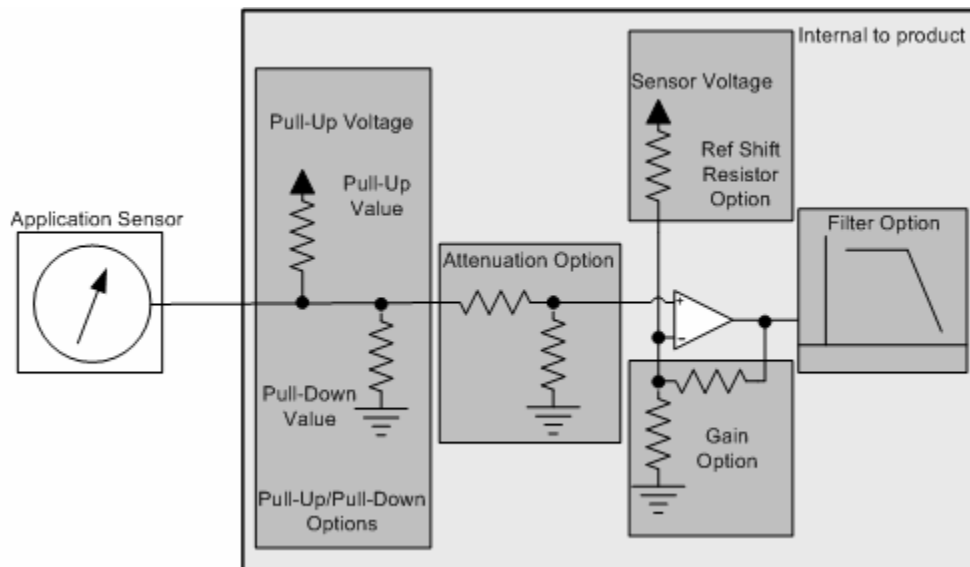 Internal to product
Sensor Voltage
Pull-Up Voltage
Ref Shift
Resistor
Option
Pull-Up
Value
Application Sensor
Filter Option
Attenuation Option
+
-
Pull-Down
Value
Gain
Option
Pull-Up/Pull-Down
Options